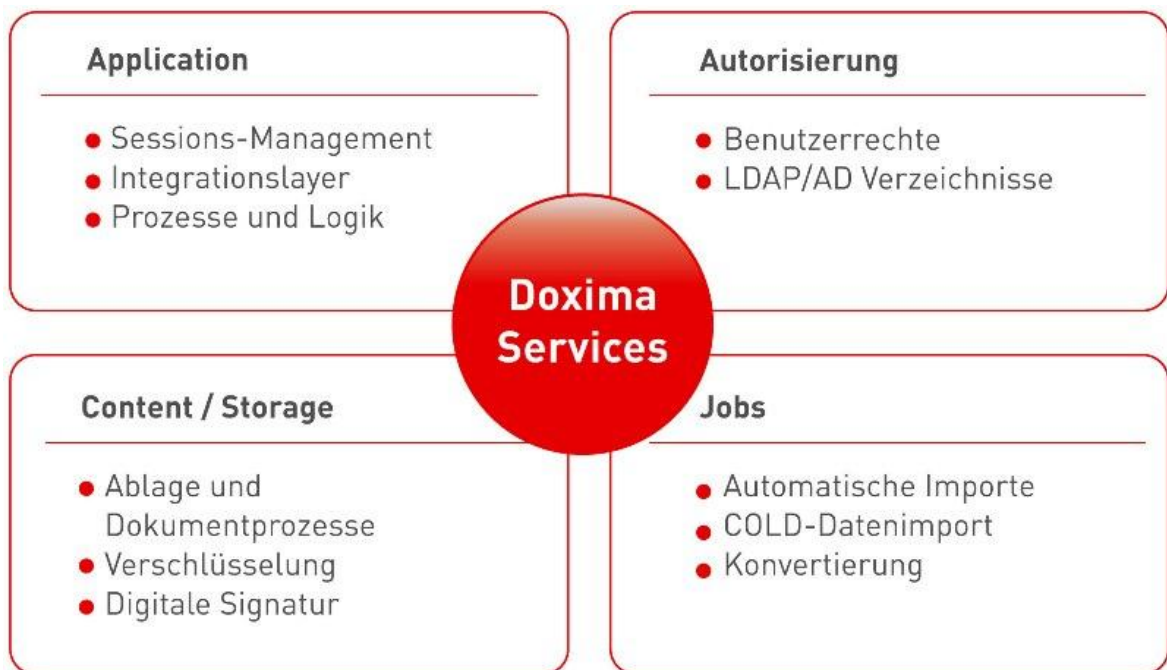 Application
Sessions-Management
Integrationslayer
Prozesse und Logik
Autorisierung
Benutzerrechte
LDAP/AD Verzeichnisse
Doxima
Services
Content / Storage
Ablage und
Dokumentprozesse
Verschlüsselung
Digitale Signatur
Jobs
Automatische Importe
COLD-Datenimport
Konvertierung